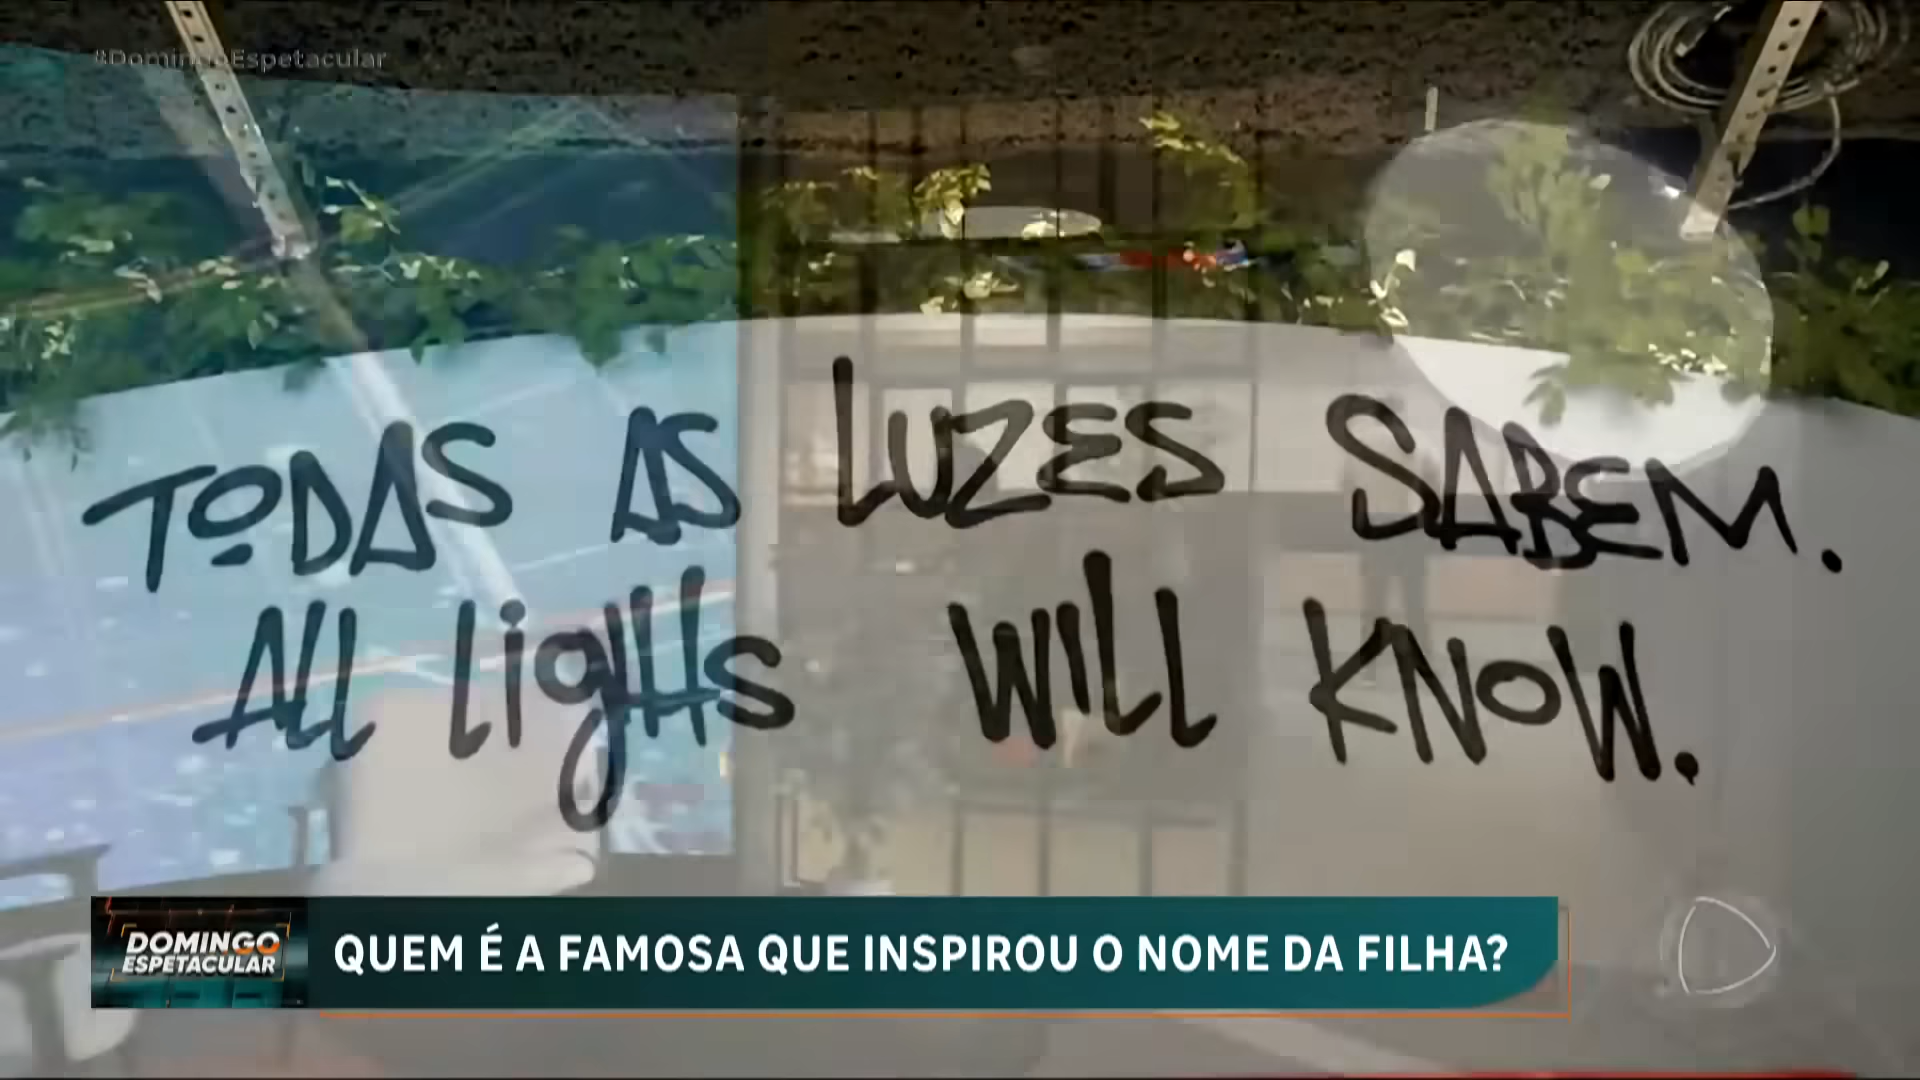 #DomingoEspetacular
TODAS AS LUZES SABEM.
All Lights WILL KNOW.
DOMINGO
ESPETACULAR
QUEM É A FAMOSA QUE INSPIROU O NOME DA FILHA?